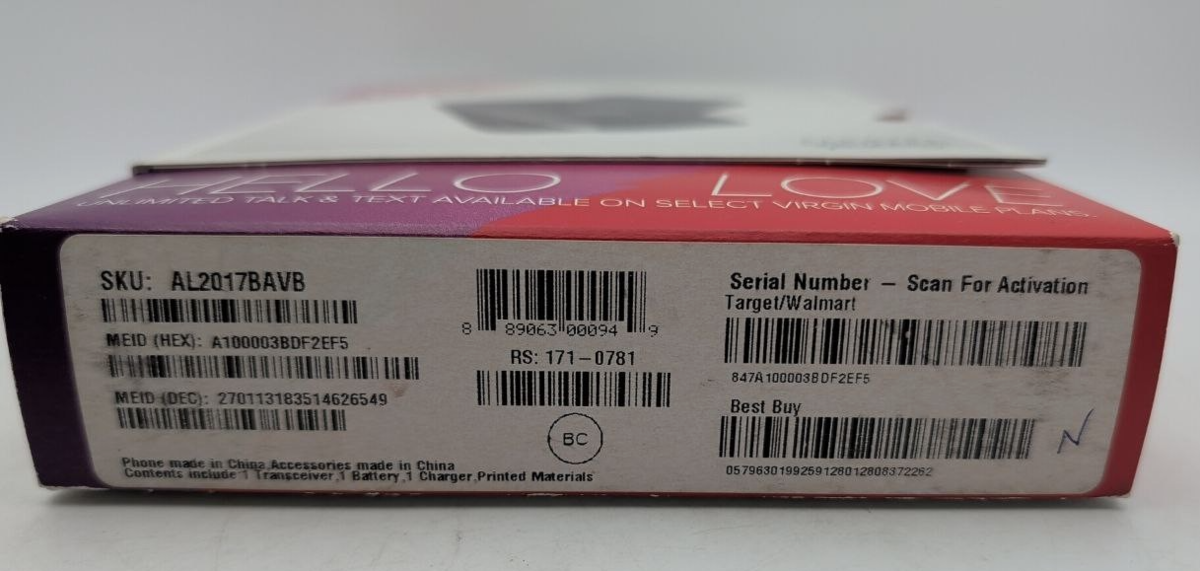 HELLO LOVE
UNLIMITED TALK & TEXT AVAILABLE ON SELECT VIRGIN MOBILE PLANS.
SKU: AL2017BAVB
MEID (HEX): A100003BDF2EF5
MEID (DEC): 270113183514626549
Phone made in China,Accessories made in China
Contents include 1 Transceiver,1 Battery,1 Charger,Printed Materials
8 89063 00094 9
RS: 171-0781
BC
Serial Number – Scan For Activation
Target/Walmart
847A100003BDF2EF5
Best Buy
0579630199259128012808372262
N